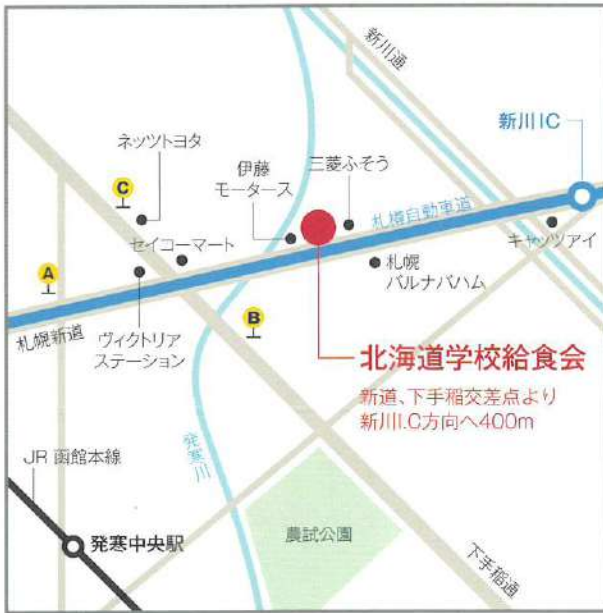 新川通
新川IC
ネッツトヨタ
C
伊藤
モータース
三菱ふそう
札樽自動車道
セイコーマート
キャッツアイ
札幌
バルナバハム
A
B
札幌新道
ヴィクトリア
ステーション
北海道学校給食会
新道、下手稲交差点より
新川I.C方向へ400m
発寒川
JR 函館本線
発寒中央駅
農試公園
下手稲通